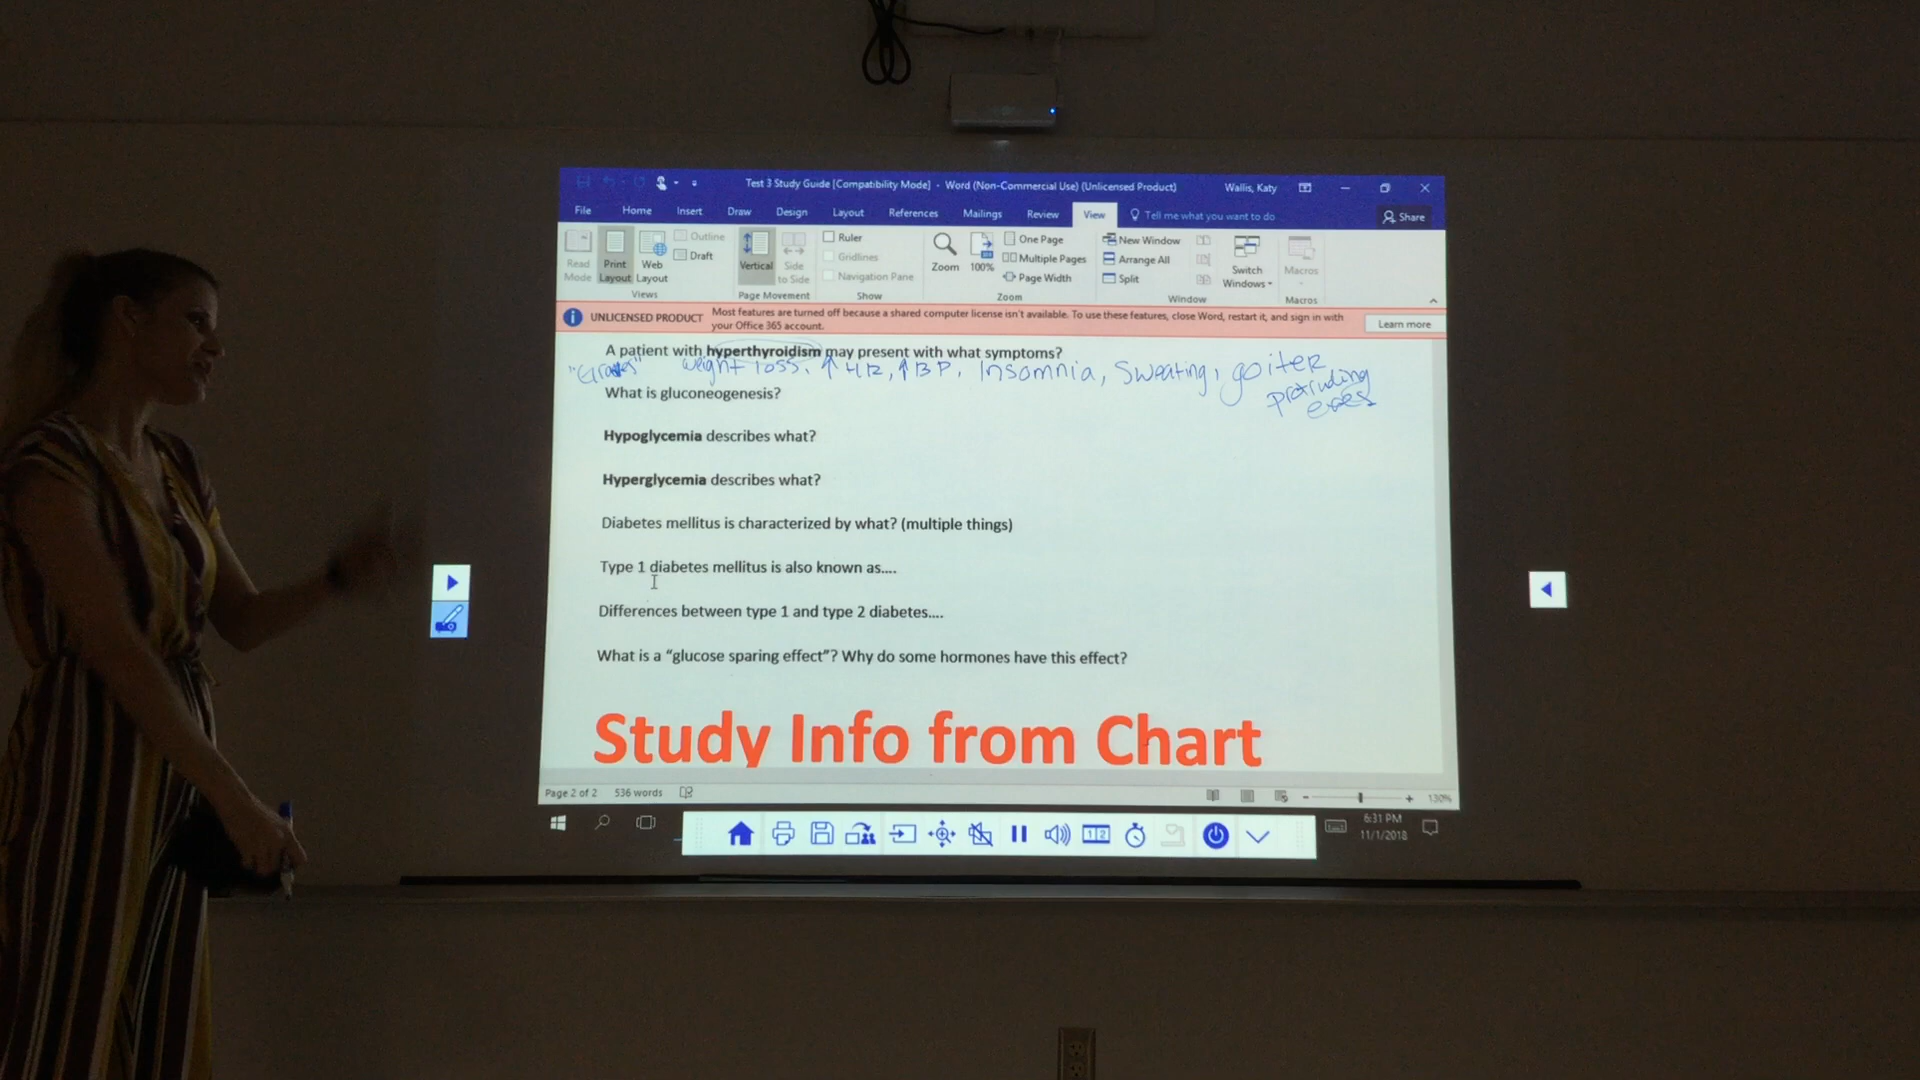 Test 3 Study Guide [Compatibility Mode] - Word (Non-Commercial Use) (Unlicensed Product) Wallis, Katy
File Home Insert Draw Design Layout References Mailings Review View Tell me what you want to do Share
Read Mode Print Layout Web Layout Outline Draft Vertical Side to Side Ruler Gridlines Navigation Pane Zoom 100% One Page Multiple Pages Page Width New Window Arrange All Split Switch Windows Macros
Views Page Movement Show Zoom Window Macros
UNLICENSED PRODUCT Most features are turned off because a shared computer license isn't available. To use these features, close Word, restart it, and sign in with
your Office 365 account. Learn more
A patient with hyperthyroidism may present with what symptoms?
"Graves" weight loss, ↑HR, ↑BP, Insomnia, Sweating, goiter
protruding
eyes
What is gluconeogenesis?
Hypoglycemia describes what?
Hyperglycemia describes what?
Diabetes mellitus is characterized by what? (multiple things)
Type 1 diabetes mellitus is also known as....
Differences between type 1 and type 2 diabetes....
What is a “glucose sparing effect”? Why do some hormones have this effect?
Study Info from Chart
Page 2 of 2 536 words 130%
6:31 PM
11/1/2018